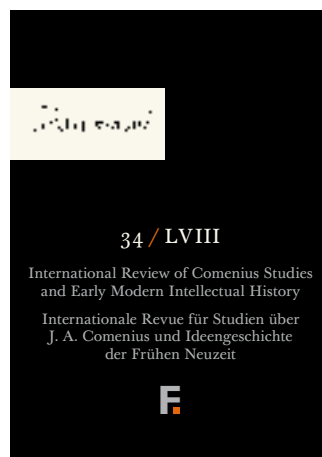 34 / LVIII
International Review of Comenius Studies
and Early Modern Intellectual History
Internationale Revue für Studien über
J. A. Comenius und Ideengeschichte
der Frühen Neuzeit
F